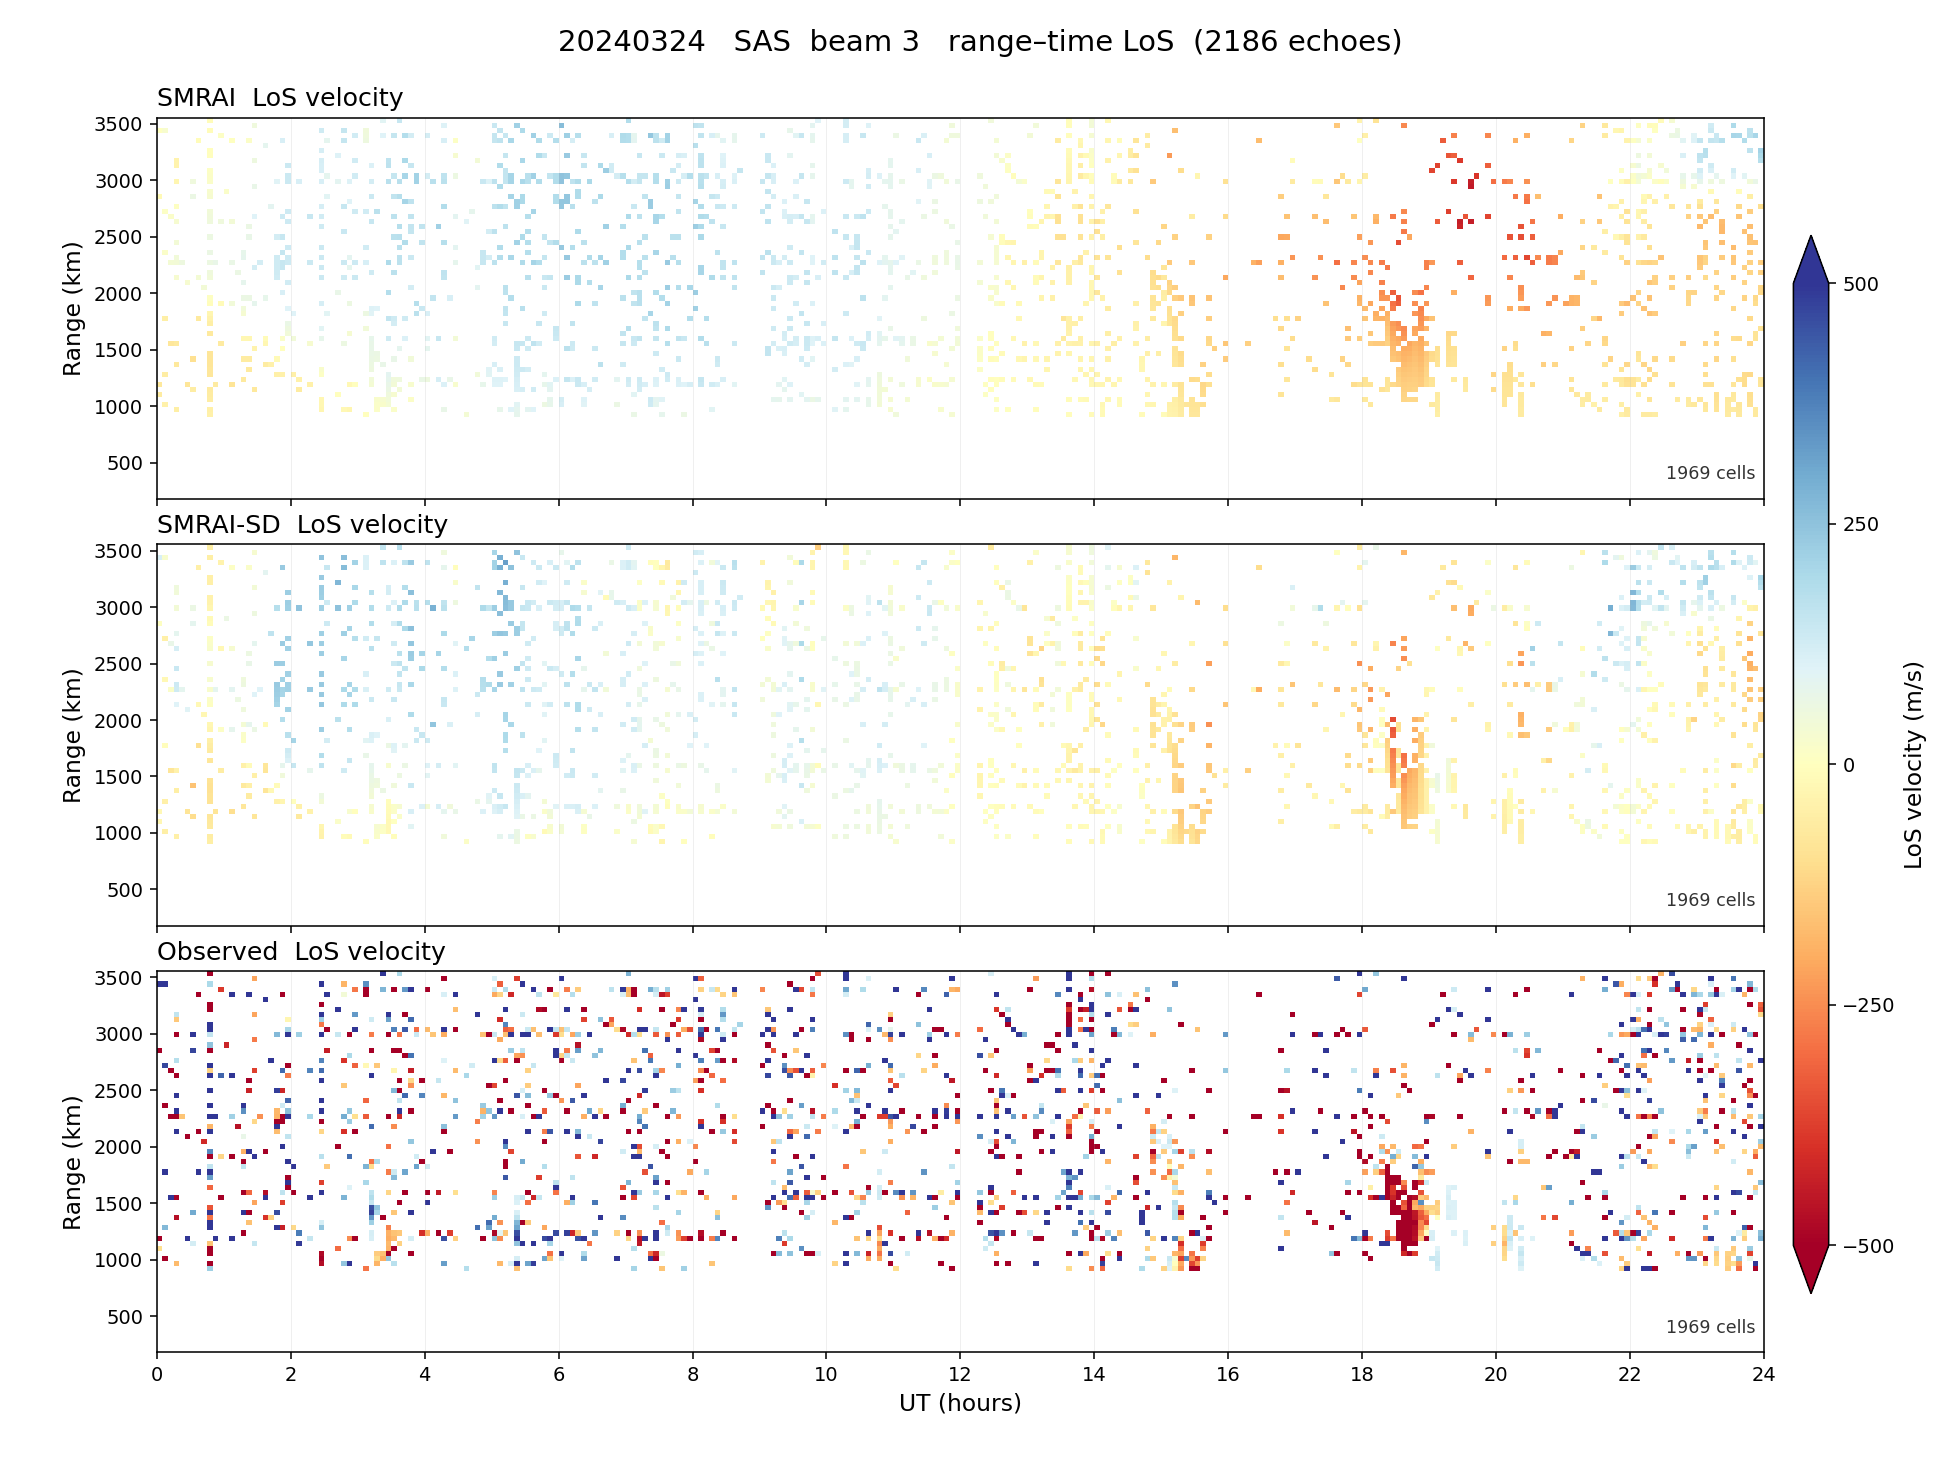 20240324   SAS  beam 3   range–time LoS  (2186 echoes)
SMRAI  LoS velocity
3500
3000
2500
2000
1500
1000
500
Range (km)
1969 cells
SMRAI-SD  LoS velocity
3500
3000
2500
2000
1500
1000
500
Range (km)
1969 cells
Observed  LoS velocity
3500
3000
2500
2000
1500
1000
500
Range (km)
1969 cells
0 2 4 6 8 10 12 14 16 18 20 22 24
UT (hours)
500
250
0
−250
−500
LoS velocity (m/s)